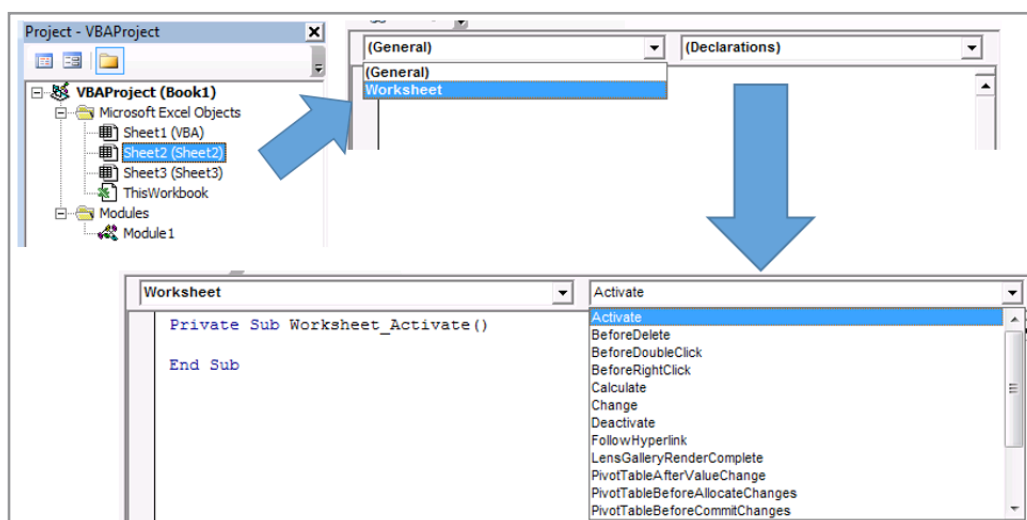 Project - VBAProject
VBAProject (Book1)
Microsoft Excel Objects
Sheet1 (VBA)
Sheet2 (Sheet2)
Sheet3 (Sheet3)
ThisWorkbook
Modules
Module1
(General)
(Declarations)
(General)
Worksheet
Worksheet
Activate
Private Sub Worksheet_Activate()
End Sub
Activate
BeforeDelete
BeforeDoubleClick
BeforeRightClick
Calculate
Change
Deactivate
FollowHyperlink
LensGalleryRenderComplete
PivotTableAfterValueChange
PivotTableBeforeAllocateChanges
PivotTableBeforeCommitChanges